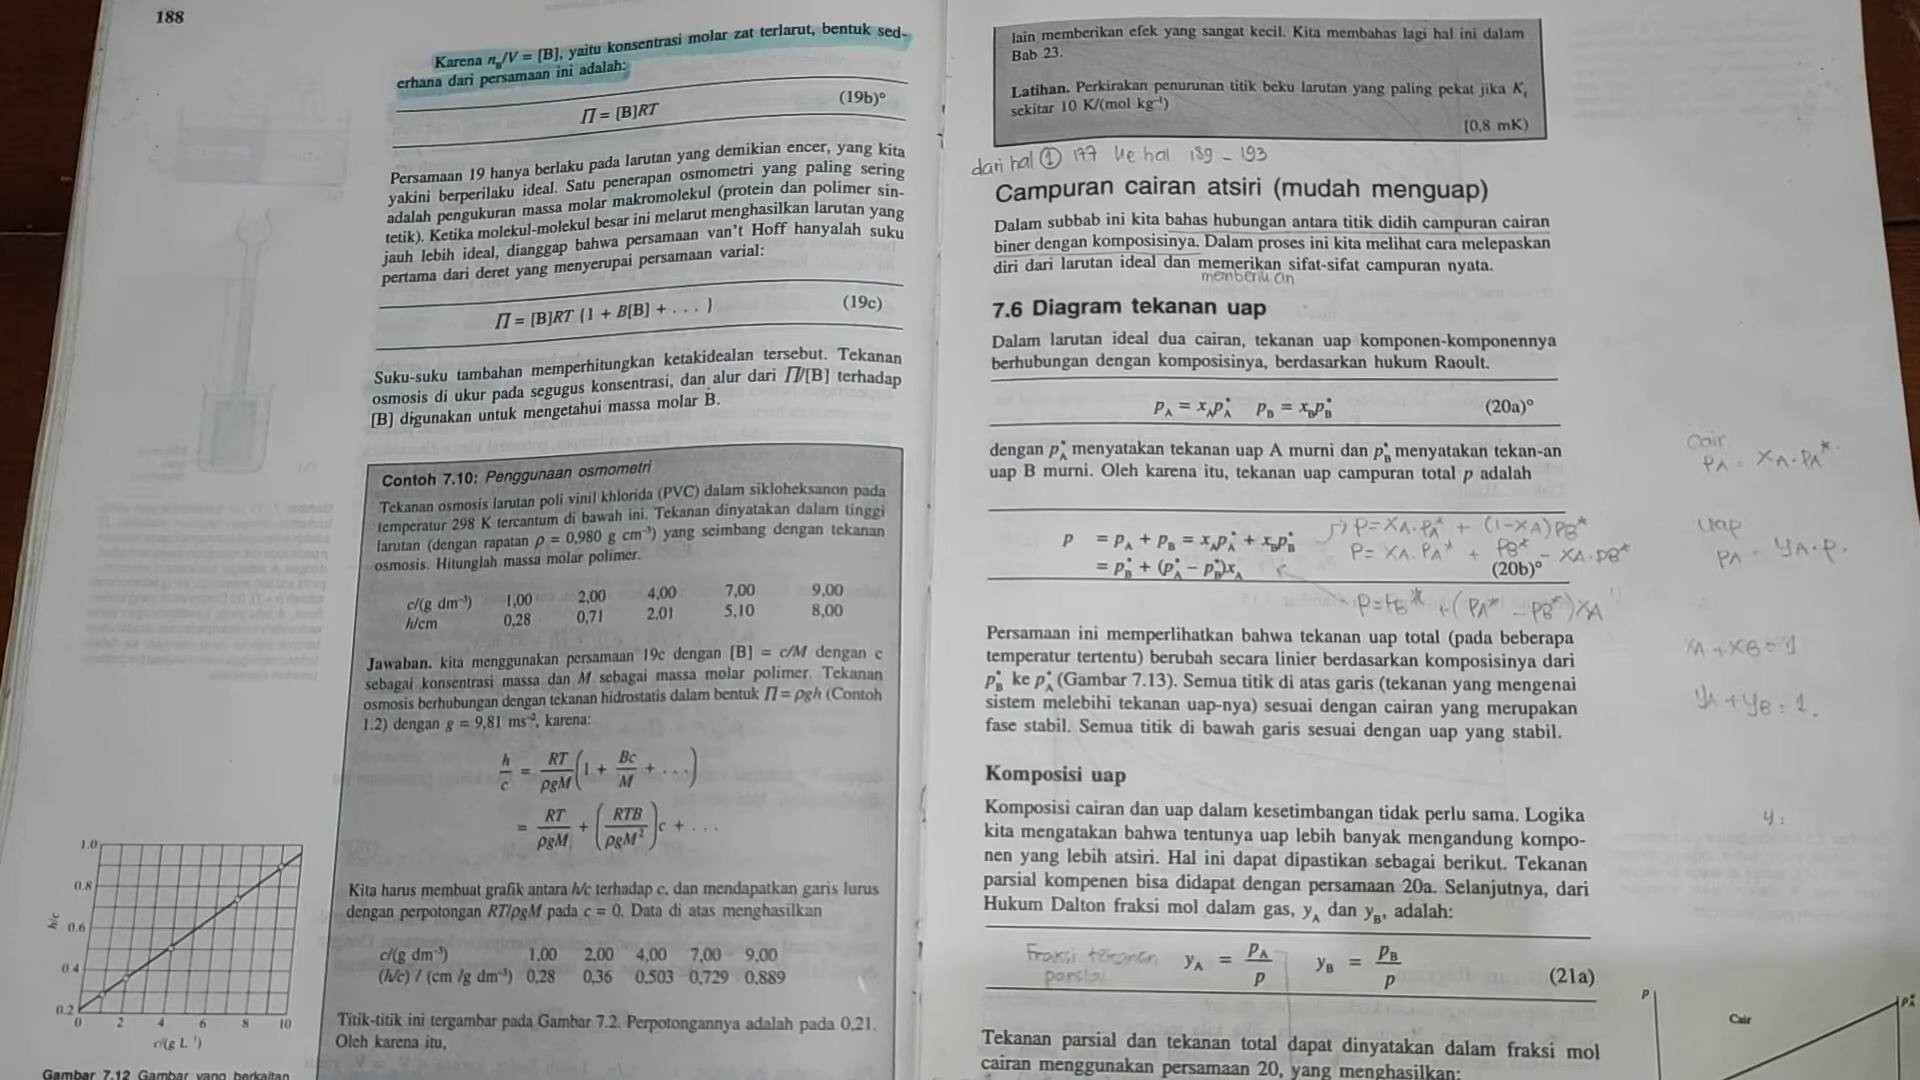 188
Karena n_B/V = [B], yaitu konsentrasi molar zat terlarut, bentuk sed-
erhana dari persamaan ini adalah:
Π = [B]RT (19b)°
Persamaan 19 hanya berlaku pada larutan yang demikian encer, yang kita
yakini berperilaku ideal. Satu penerapan osmometri yang paling sering
adalah pengukuran massa molar makromolekul (protein dan polimer sin-
tetik). Ketika molekul-molekul besar ini melarut menghasilkan larutan yang
jauh lebih ideal, dianggap bahwa persamaan van't Hoff hanyalah suku
pertama dari deret yang menyerupai persamaan varial:
Π = [B]RT {1 + B[B] + . . . } (19c)
Suku-suku tambahan memperhitungkan ketakidealan tersebut. Tekanan
osmosis di ukur pada segugus konsentrasi, dan alur dari Π/[B] terhadap
[B] digunakan untuk mengetahui massa molar B.
Contoh 7.10: Penggunaan osmometri
Tekanan osmosis larutan poli vinil khlorida (PVC) dalam sikloheksanon pada
temperatur 298 K tercantum di bawah ini. Tekanan dinyatakan dalam tinggi
larutan (dengan rapatan ρ = 0,980 g cm⁻³) yang seimbang dengan tekanan
osmosis. Hitunglah massa molar polimer.
c/(g dm⁻³) 1,00 2,00 4,00 7,00 9,00
h/cm 0,28 0,71 2,01 5,10 8,00
Jawaban. kita menggunakan persamaan 19c dengan [B] = c/M dengan c
sebagai konsentrasi massa dan M sebagai massa molar polimer. Tekanan
osmosis berhubungan dengan tekanan hidrostatis dalam bentuk Π = ρgh (Contoh
1.2) dengan g = 9,81 ms⁻², karena:
h/c = RT/ρgM (1 + Bc/M + . . .)
= RT/ρgM + (RTB/ρgM²)c + . . .
Kita harus membuat grafik antara h/c terhadap c, dan mendapatkan garis lurus
dengan perpotongan RT/ρgM pada c = 0. Data di atas menghasilkan
c/(g dm⁻³) 1.00 2,00 4,00 7,00 9,00
(h/c) / (cm /g dm⁻³) 0,28 0,36 0,503 0,729 0.889
Titik-titik ini tergambar pada Gambar 7.2. Perpotongannya adalah pada 0,21.
Oleh karena itu,
1.0
0.8
h/c
0.6
0.4
0.2
0 2 4 6 8 10
c/(g L⁻¹)
Gambar 7.12 Gambar yang berkaitan
lain memberikan efek yang sangat kecil. Kita membahas lagi hal ini dalam
Bab 23.
Latihan. Perkirakan penurunan titik beku larutan yang paling pekat jika K_f
sekitar 10 K/(mol kg⁻¹)
[0.8 mK)
dari hal ① 177 ke hal 189 - 193
Campuran cairan atsiri (mudah menguap)
Dalam subbab ini kita bahas hubungan antara titik didih campuran cairan
biner dengan komposisinya. Dalam proses ini kita melihat cara melepaskan
diri dari larutan ideal dan memerikan sifat-sifat campuran nyata.
7.6 Diagram tekanan uap
Dalam larutan ideal dua cairan, tekanan uap komponen-komponennya
berhubungan dengan komposisinya, berdasarkan hukum Raoult.
p_A = x_A p_A* p_B = x_B p_B* (20a)°
dengan p_A* menyatakan tekanan uap A murni dan p_B* menyatakan tekan-an
uap B murni. Oleh karena itu, tekanan uap campuran total p adalah
p = p_A + p_B = x_A p_A* + x_B p_B*
= p_B* + (p_A* − p_B*)x_A (20b)°
P = XA.PA* + (1-XA)PB*
P = XA.PA* + PB* - XA.PB*
+ (PA* - PB*)XA
Persamaan ini memperlihatkan bahwa tekanan uap total (pada beberapa
temperatur tertentu) berubah secara linier berdasarkan komposisinya dari
p_B* ke p_A* (Gambar 7.13). Semua titik di atas garis (tekanan yang mengenai
sistem melebihi tekanan uap-nya) sesuai dengan cairan yang merupakan
fase stabil. Semua titik di bawah garis sesuai dengan uap yang stabil.
Komposisi uap
Komposisi cairan dan uap dalam kesetimbangan tidak perlu sama. Logika
kita mengatakan bahwa tentunya uap lebih banyak mengandung kompo-
nen yang lebih atsiri. Hal ini dapat dipastikan sebagai berikut. Tekanan
parsial kompenen bisa didapat dengan persamaan 20a. Selanjutnya, dari
Hukum Dalton fraksi mol dalam gas, y_A dan y_B, adalah:
Fraksi tekanan
parsial
y_A = p_A/p y_B = p_B/p (21a)
Tekanan parsial dan tekanan total dapat dinyatakan dalam fraksi mol
cairan menggunakan persamaan 20, yang menghasilkan:
Cair
PA = XA.PA*.
Uap
PA = YA.P.
XA + XB = 1
YA + YB = 1.
y:
p
Cair
p_A*